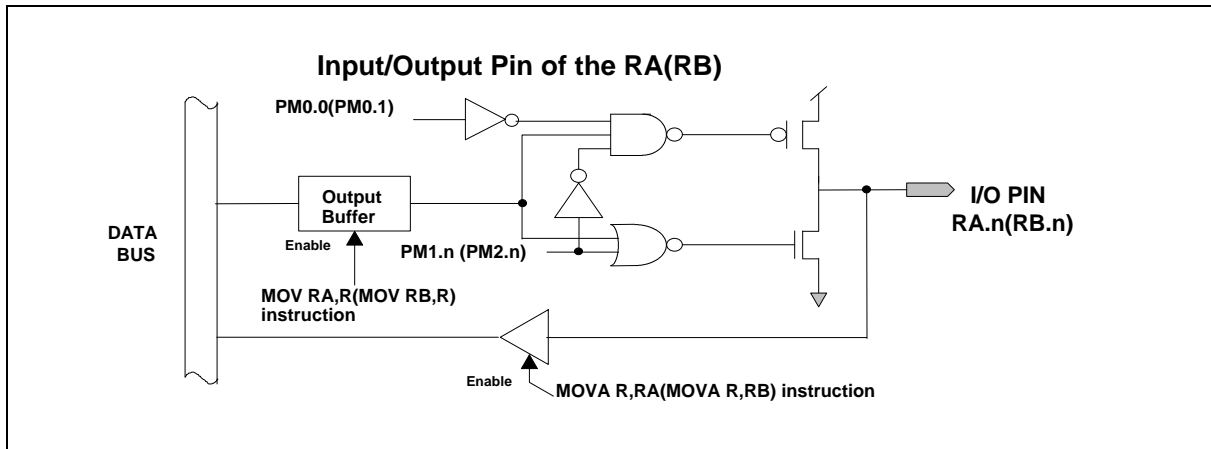 Input/Output Pin of the RA(RB)
PM0.0(PM0.1)
Output
Buffer
I/O PIN
RA.n(RB.n)
DATA
BUS
Enable
PM1.n (PM2.n)
MOV RA,R(MOV RB,R)
instruction
Enable
MOVA R,RA(MOVA R,RB) instruction